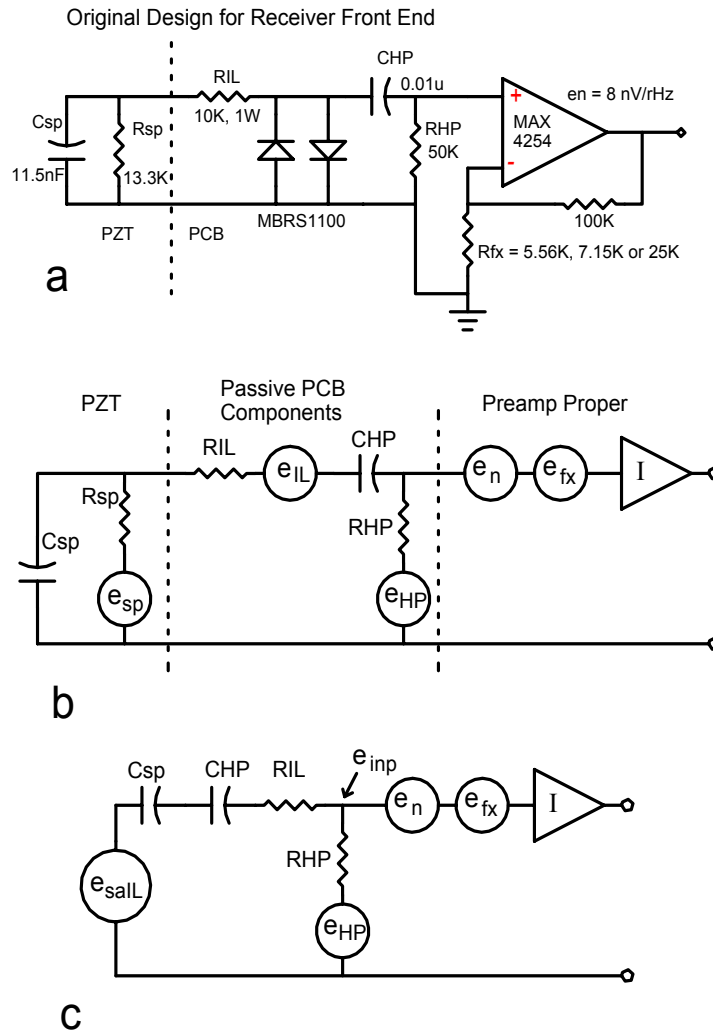 Original Design for Receiver Front End
CHP
RIL
0.01u
en = 8 nV/rHz
+
Csp
10K, 1W
MAX
4254
Rsp
RHP
50K
-
11.5nF
13.3K
100K
PZT
PCB
MBRS1100
Rfx = 5.56K, 7.15K or 25K
a
Passive PCB
Components
PZT
Preamp Proper
CHP
RIL
eIL
en
efx
I
Rsp
RHP
Csp
esp
eHP
b
einp
Csp
CHP
RIL
en
efx
I
RHP
esaIL
eHP
c